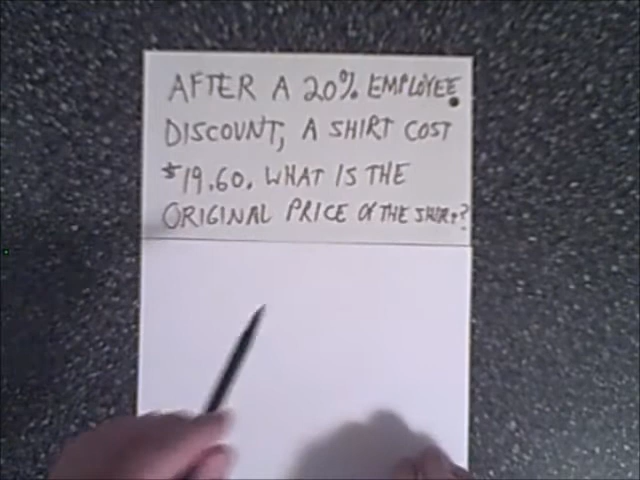 AFTER A 20% EMPLOYEE
DISCOUNT, A SHIRT COST
$19.60. WHAT IS THE
ORIGINAL PRICE OF THE SHIRT?